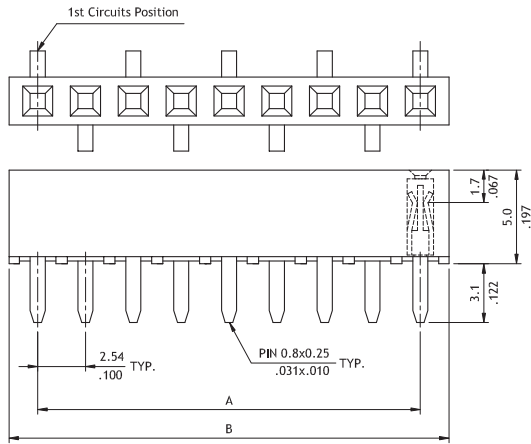 1st Circuits Position
1.7
.067
5.0
.197
3.1
.122
2.54
.100
TYP.
PIN 0.8x0.25
.031x.010
TYP.
A
B